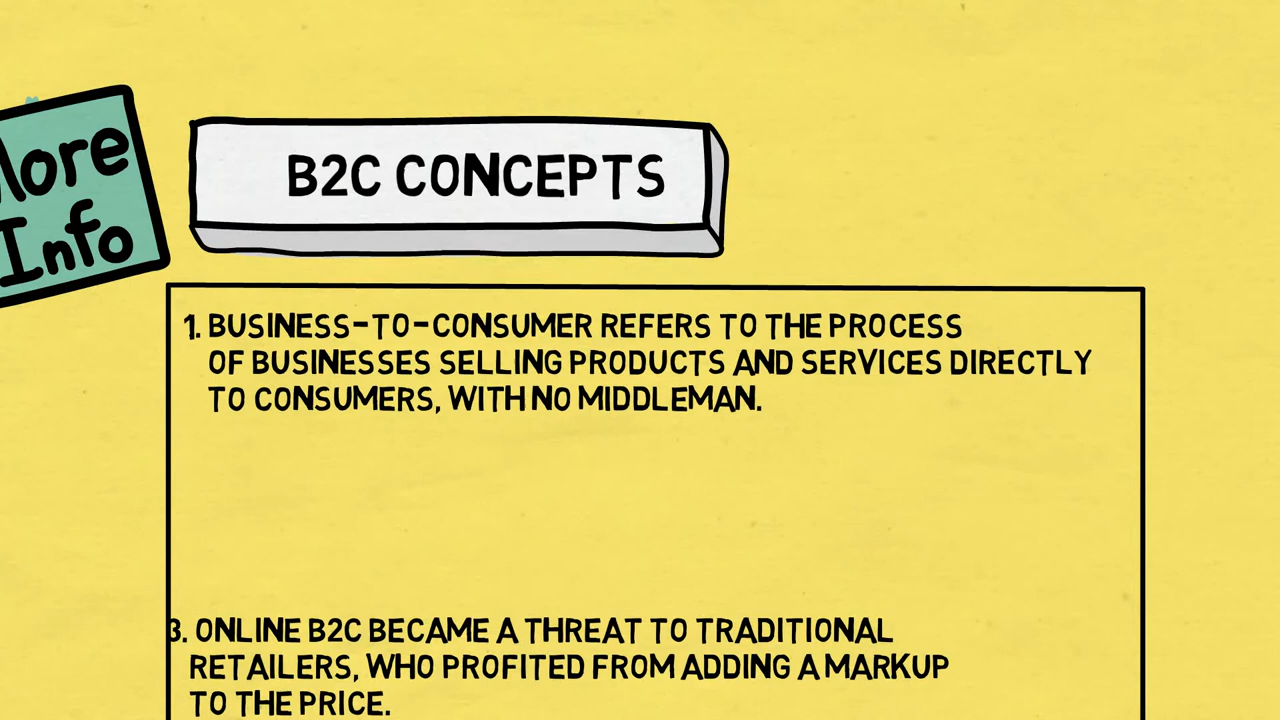 Info
B2C CONCEPTS
1. BUSINESS-TO-CONSUMER REFERS TO THE PROCESS
OF BUSINESSES SELLING PRODUCTS AND SERVICES DIRECTLY
TO CONSUMERS, WITH NO MIDDLEMAN.
3. ONLINE B2C BECAME A THREAT TO TRADITIONAL
RETAILERS, WHO PROFITED FROM ADDING A MARKUP
TO THE PRICE.